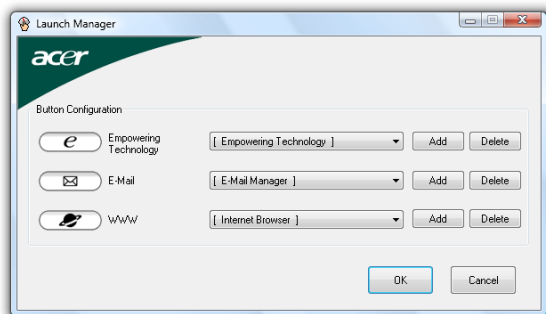 Launch Manager
acer
Button Configuration
e Empowering Technology [ Empowering Technology ] Add Delete
E-Mail [ E-Mail Manager ] Add Delete
WWW [ Internet Browser ] Add Delete
OK Cancel